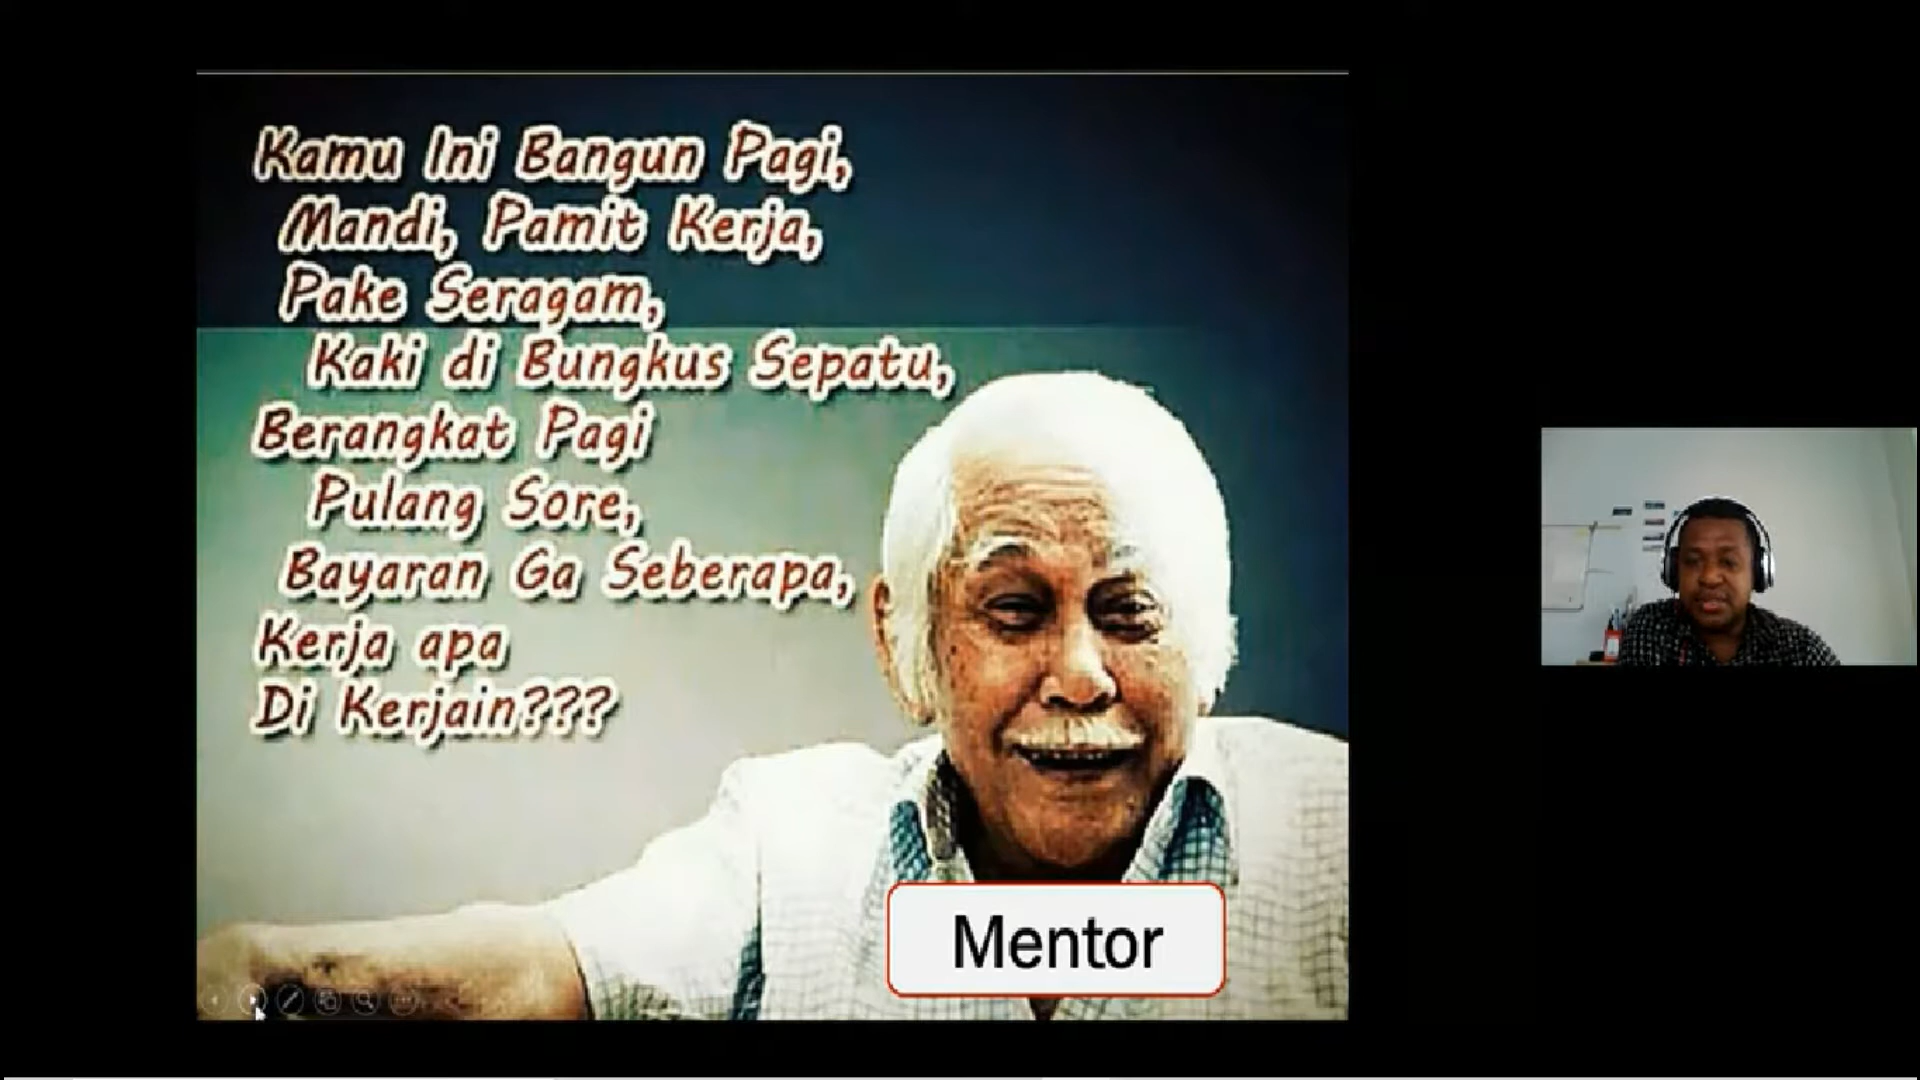 Kamu Ini Bangun Pagi,
Mandi, Pamit Kerja,
Pake Seragam,
Kaki di Bungkus Sepatu,
Berangkat Pagi
Pulang Sore,
Bayaran Ga Seberapa,
Kerja apa
Di Kerjain???
Mentor